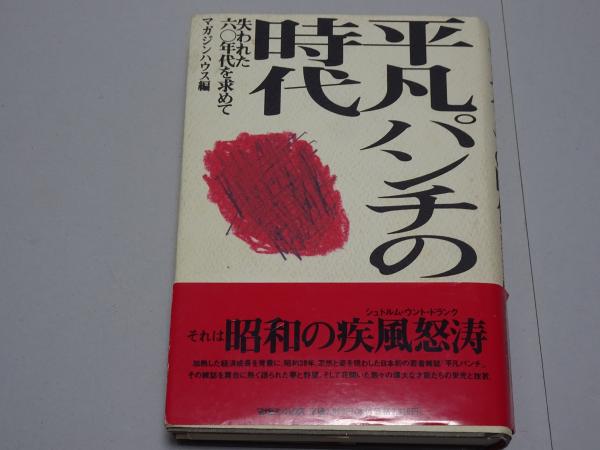 平凡パンチの
時代
失われた
六〇年代を求めて
マガジンハウス編
シュトルム・ウント・ドランク
それは昭和の疾風怒涛
加熱した経済成長を背景に、昭和39年、忽然と姿を現わした日本初の若者雑誌「平凡パンチ」。
その雑誌を舞台に熱く語られた夢と野望。そして花開いた数々の偉大な才能たちの栄光と挫折。